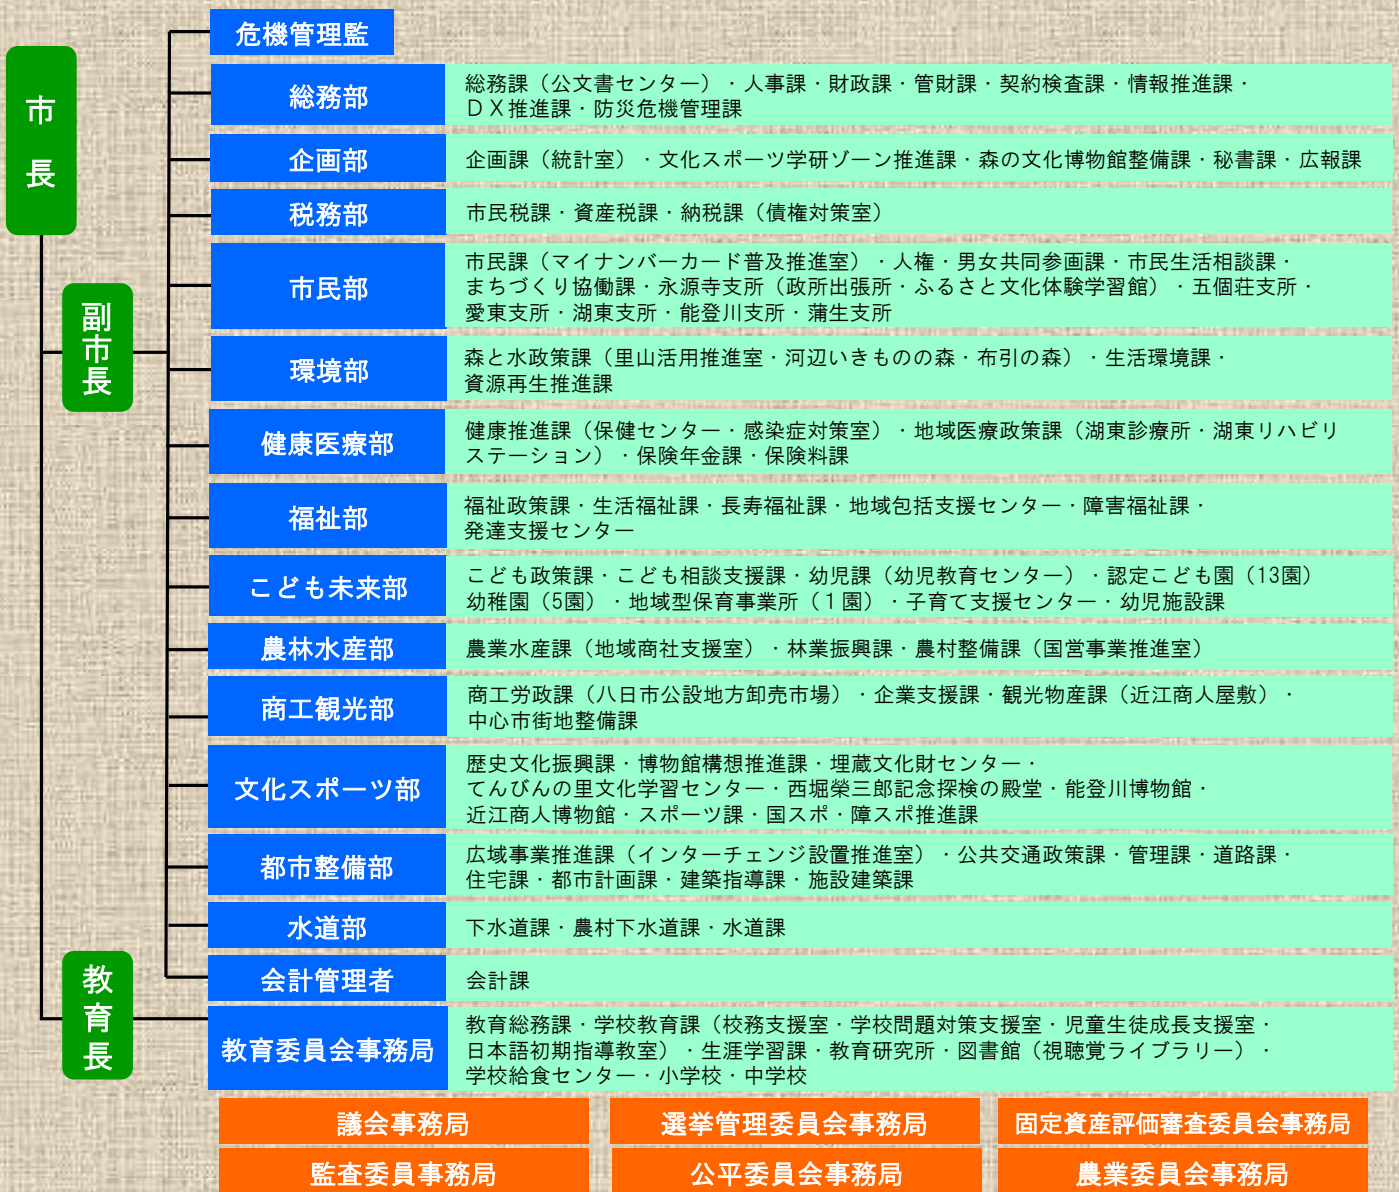 市長
副市長
教育長
危機管理監
総務部
総務課（公文書センター）・人事課・財政課・管財課・契約検査課・情報推進課・
ＤＸ推進課・防災危機管理課
企画部
企画課（統計室）・文化スポーツ学研ゾーン推進課・森の文化博物館整備課・秘書課・広報課
税務部
市民税課・資産税課・納税課（債権対策室）
市民部
市民課（マイナンバーカード普及推進室）・人権・男女共同参画課・市民生活相談課・
まちづくり協働課・永源寺支所（政所出張所・ふるさと文化体験学習館）・五個荘支所・
愛東支所・湖東支所・能登川支所・蒲生支所
環境部
森と水政策課（里山活用推進室・河辺いきものの森・布引の森）・生活環境課・
資源再生推進課
健康医療部
健康推進課（保健センター・感染症対策室）・地域医療政策課（湖東診療所・湖東リハビリ
ステーション）・保険年金課・保険料課
福祉部
福祉政策課・生活福祉課・長寿福祉課・地域包括支援センター・障害福祉課・
発達支援センター
こども未来部
こども政策課・こども相談支援課・幼児課（幼児教育センター）・認定こども園（13園）
幼稚園（5園）・地域型保育事業所（１園）・子育て支援センター・幼児施設課
農林水産部
農業水産課（地域商社支援室）・林業振興課・農村整備課（国営事業推進室）
商工観光部
商工労政課（八日市公設地方卸売市場）・企業支援課・観光物産課（近江商人屋敷）・
中心市街地整備課
文化スポーツ部
歴史文化振興課・博物館構想推進課・埋蔵文化財センター・
てんびんの里文化学習センター・西堀榮三郎記念探検の殿堂・能登川博物館・
近江商人博物館・スポーツ課・国スポ・障スポ推進課
都市整備部
広域事業推進課（インターチェンジ設置推進室）・公共交通政策課・管理課・道路課・
住宅課・都市計画課・建築指導課・施設建築課
水道部
下水道課・農村下水道課・水道課
会計管理者
会計課
教育委員会事務局
教育総務課・学校教育課（校務支援室・学校問題対策支援室・児童生徒成長支援室・
日本語初期指導教室）・生涯学習課・教育研究所・図書館（視聴覚ライブラリー）・
学校給食センター・小学校・中学校
議会事務局
選挙管理委員会事務局
固定資産評価審査委員会事務局
監査委員事務局
公平委員会事務局
農業委員会事務局